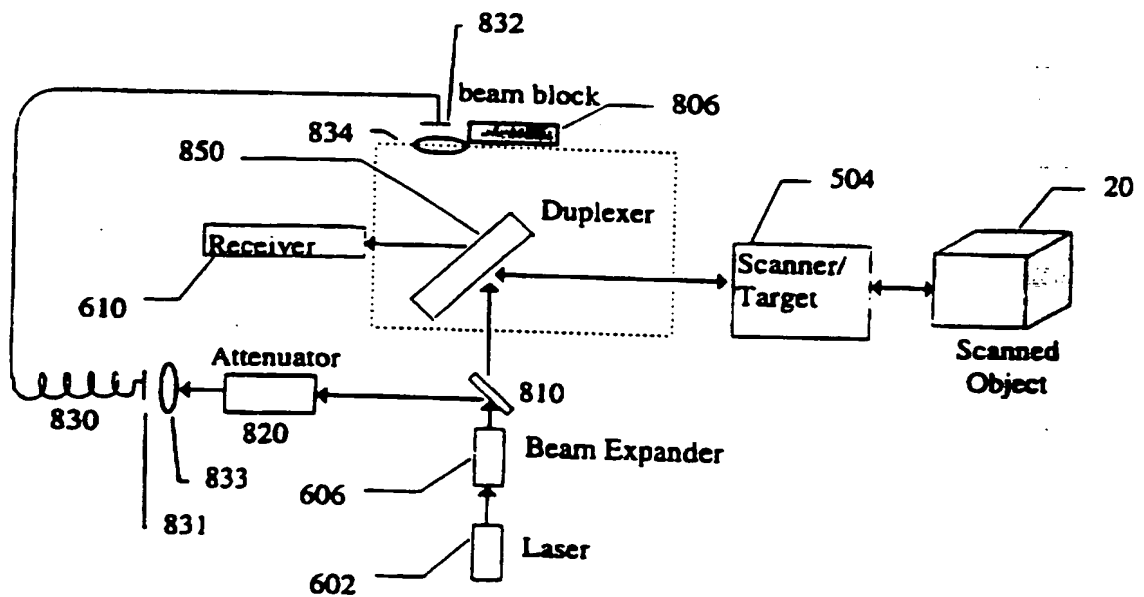 832
beam block
806
834
850
Duplexer
504
20
Receiver
610
Scanner/
Target
Scanned
Object
Attenuator
810
830
820
833
831
Beam Expander
606
Laser
602